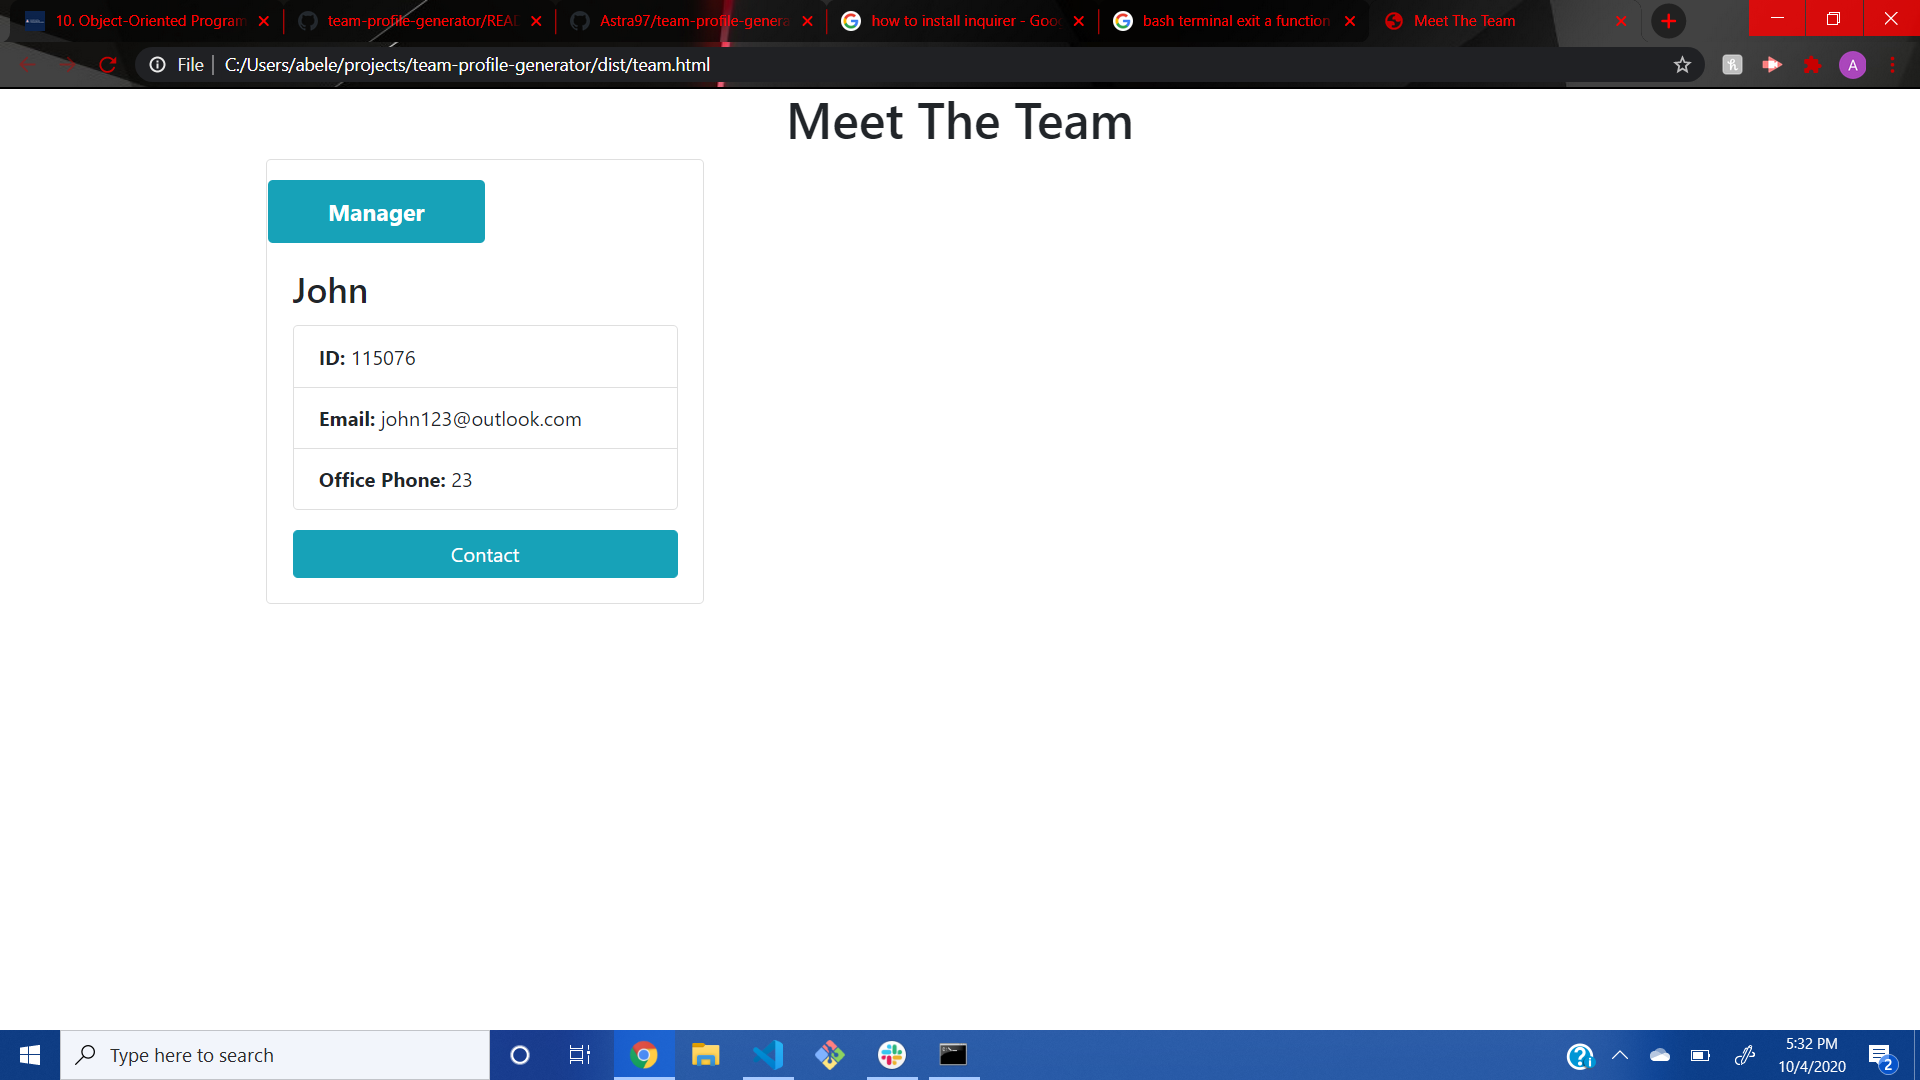 10. Object-Oriented Program
team-profile-generator/READ
Astra97/team-profile-genera
how to install inquirer - Goo
bash terminal exit a function
Meet The Team
File
C:/Users/abele/projects/team-profile-generator/dist/team.html
A
Meet The Team
Manager
John
ID: 115076
Email: john123@outlook.com
Office Phone: 23
Contact
Type here to search
5:32 PM
10/4/2020
2